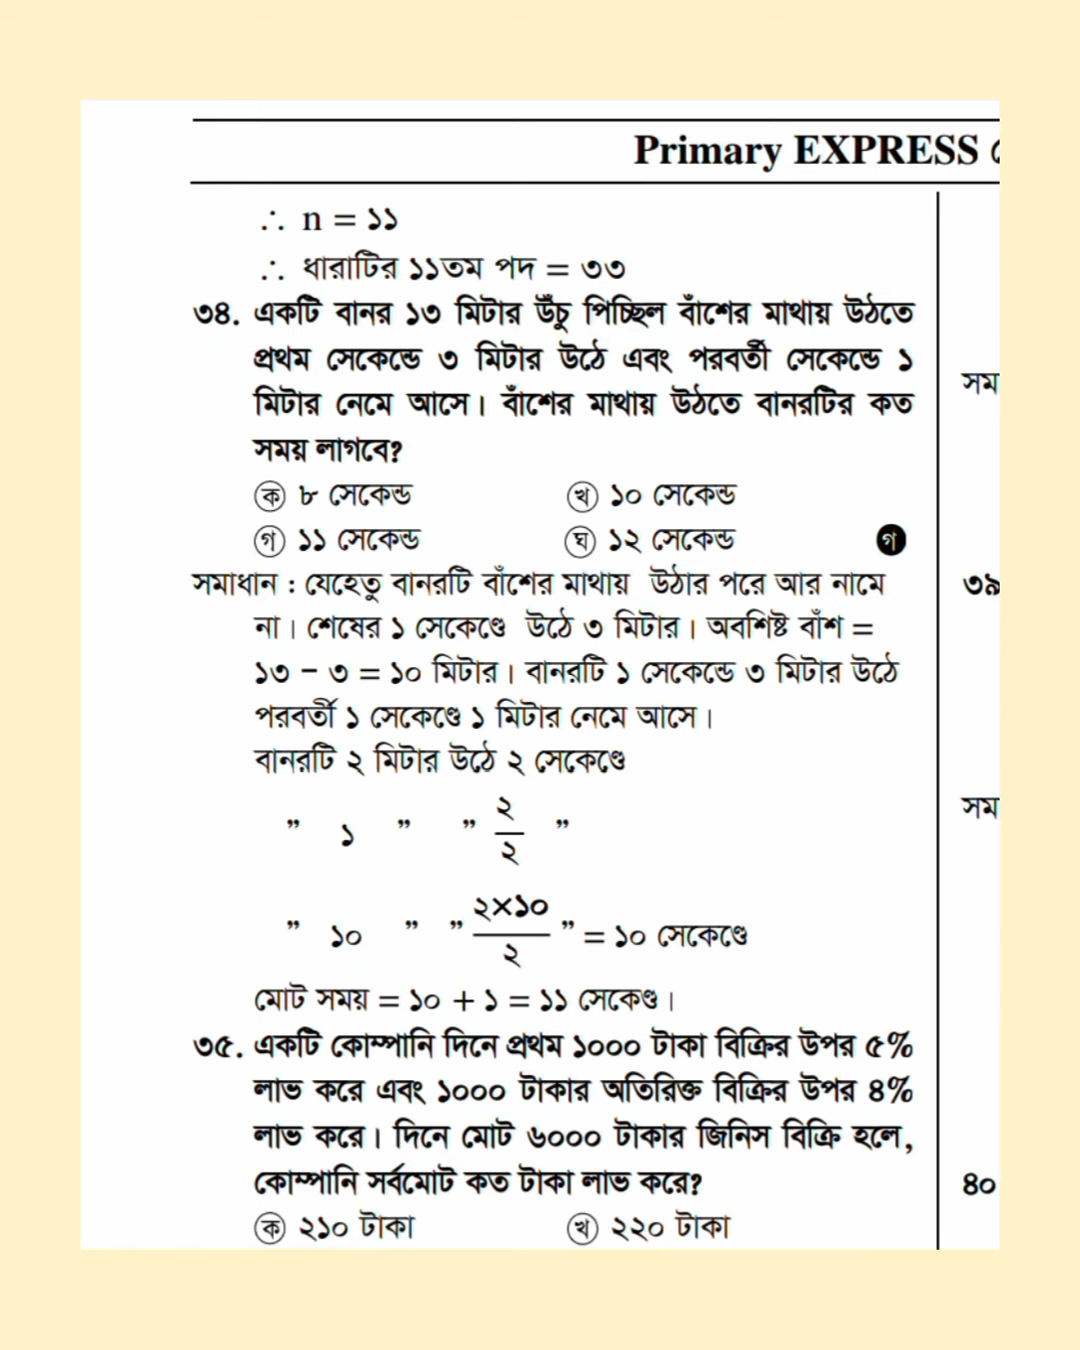 Primary EXPRESS
∴ n = ১১
∴ ধারাটির ১১তম পদ = ৩৩
৩৪. একটি বানর ১৩ মিটার উঁচু পিচ্ছিল বাঁশের মাথায় উঠতে
প্রথম সেকেন্ডে ৩ মিটার উঠে এবং পরবর্তী সেকেন্ডে ১
মিটার নেমে আসে। বাঁশের মাথায় উঠতে বানরটির কত
সময় লাগবে?
ক ৮ সেকেন্ড খ ১০ সেকেন্ড
গ ১১ সেকেন্ড ঘ ১২ সেকেন্ড গ
সমাধান : যেহেতু বানরটি বাঁশের মাথায় উঠার পরে আর নামে
না। শেষের ১ সেকেণ্ডে উঠে ৩ মিটার। অবশিষ্ট বাঁশ =
১৩ – ৩ = ১০ মিটার। বানরটি ১ সেকেন্ডে ৩ মিটার উঠে
পরবর্তী ১ সেকেণ্ডে ১ মিটার নেমে আসে।
বানরটি ২ মিটার উঠে ২ সেকেণ্ডে
” ১ ” ” ২/২ ”
” ১০ ” ” ২×১০/২ ” = ১০ সেকেণ্ডে
মোট সময় = ১০ + ১ = ১১ সেকেণ্ড।
৩৫. একটি কোম্পানি দিনে প্রথম ১০০০ টাকা বিক্রির উপর ৫%
লাভ করে এবং ১০০০ টাকার অতিরিক্ত বিক্রির উপর ৪%
লাভ করে। দিনে মোট ৬০০০ টাকার জিনিস বিক্রি হলে,
কোম্পানি সর্বমোট কত টাকা লাভ করে?
ক ২১০ টাকা খ ২২০ টাকা
সম
৩৯
সম
৪০